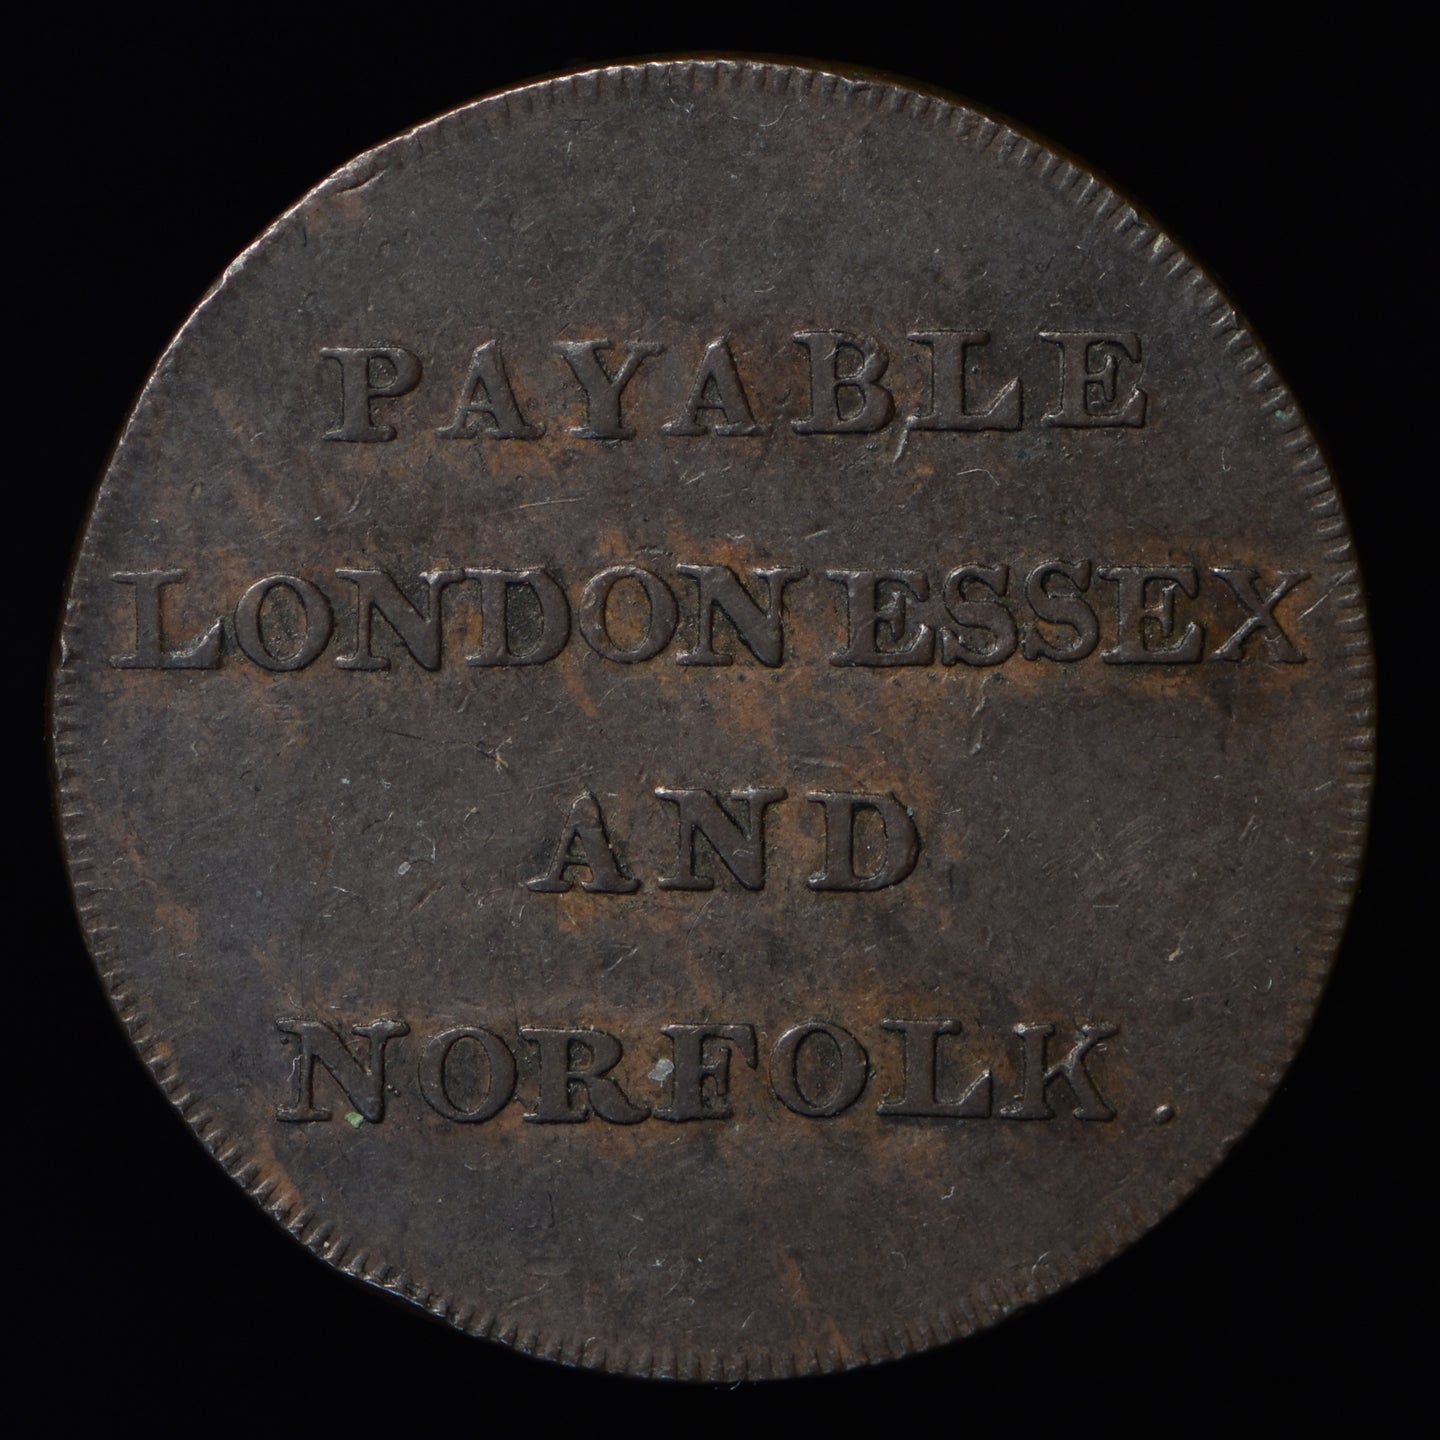 PAYABLE
LONDON ESSEX
AND
NORFOLK.